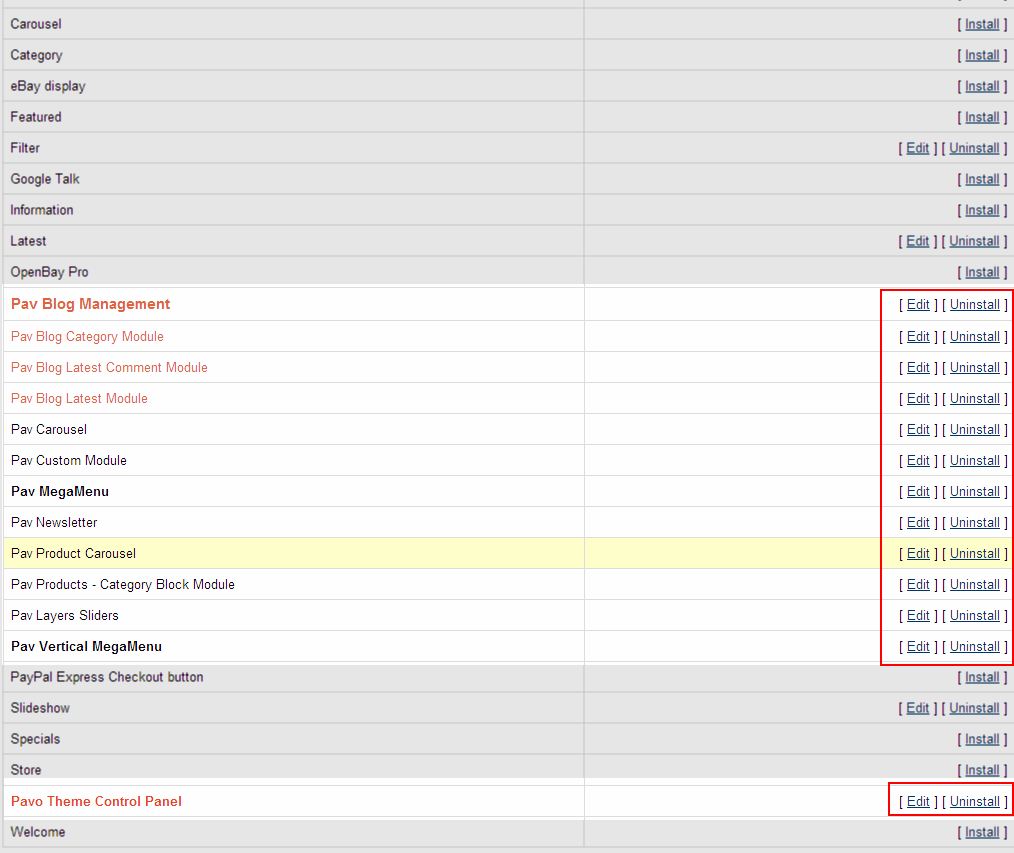 Carousel [ Install ]
Category [ Install ]
eBay display [ Install ]
Featured [ Install ]
Filter [ Edit ] [ Uninstall ]
Google Talk [ Install ]
Information [ Install ]
Latest [ Edit ] [ Uninstall ]
OpenBay Pro [ Install ]
Pav Blog Management [ Edit ] [ Uninstall ]
Pav Blog Category Module [ Edit ] [ Uninstall ]
Pav Blog Latest Comment Module [ Edit ] [ Uninstall ]
Pav Blog Latest Module [ Edit ] [ Uninstall ]
Pav Carousel [ Edit ] [ Uninstall ]
Pav Custom Module [ Edit ] [ Uninstall ]
Pav MegaMenu [ Edit ] [ Uninstall ]
Pav Newsletter [ Edit ] [ Uninstall ]
Pav Product Carousel [ Edit ] [ Uninstall ]
Pav Products - Category Block Module [ Edit ] [ Uninstall ]
Pav Layers Sliders [ Edit ] [ Uninstall ]
Pav Vertical MegaMenu [ Edit ] [ Uninstall ]
PayPal Express Checkout button [ Install ]
Slideshow [ Edit ] [ Uninstall ]
Specials [ Install ]
Store [ Install ]
Pavo Theme Control Panel [ Edit ] [ Uninstall ]
Welcome [ Install ]